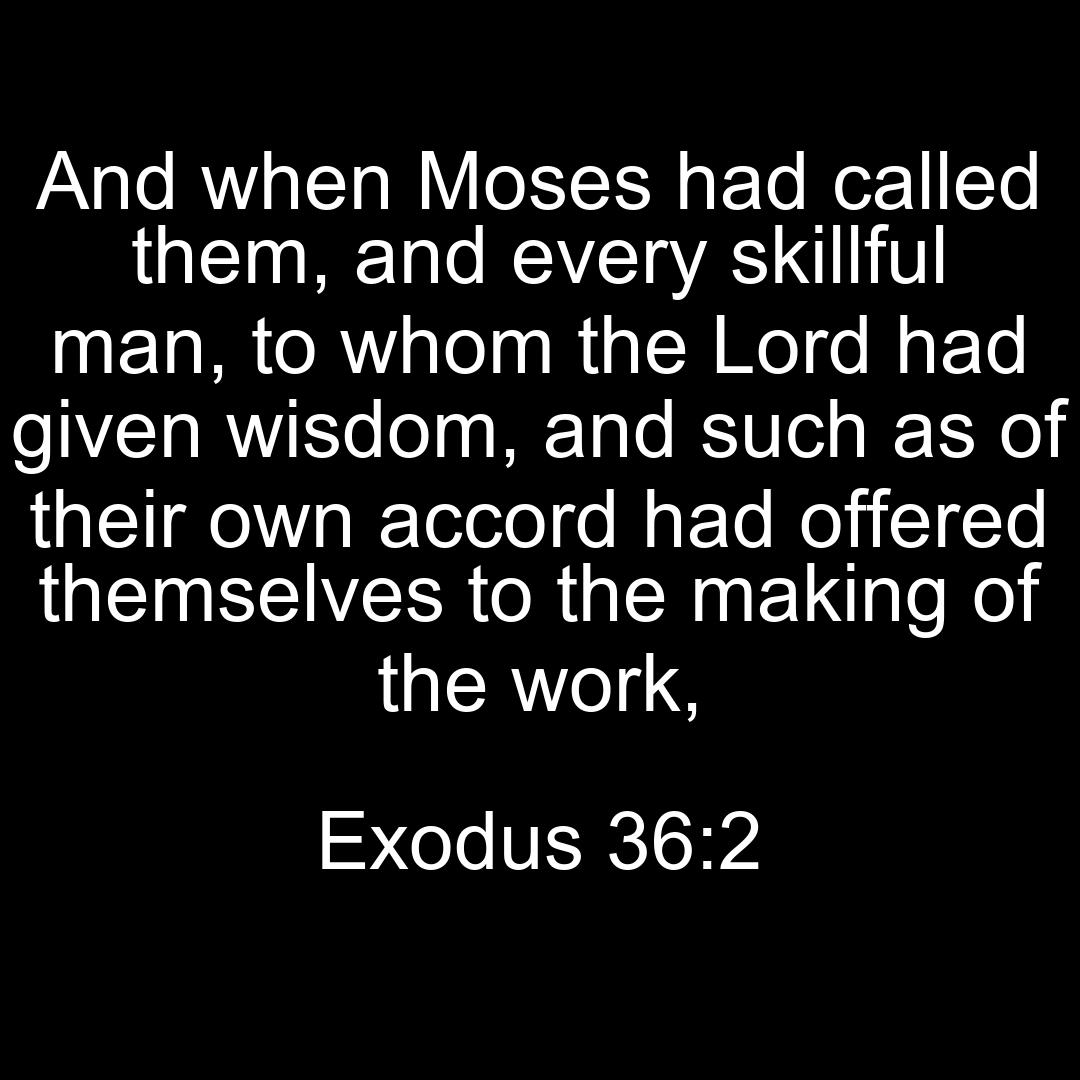 And when Moses had called
them, and every skillful
man, to whom the Lord had
given wisdom, and such as of
their own accord had offered
themselves to the making of
the work,
Exodus 36:2